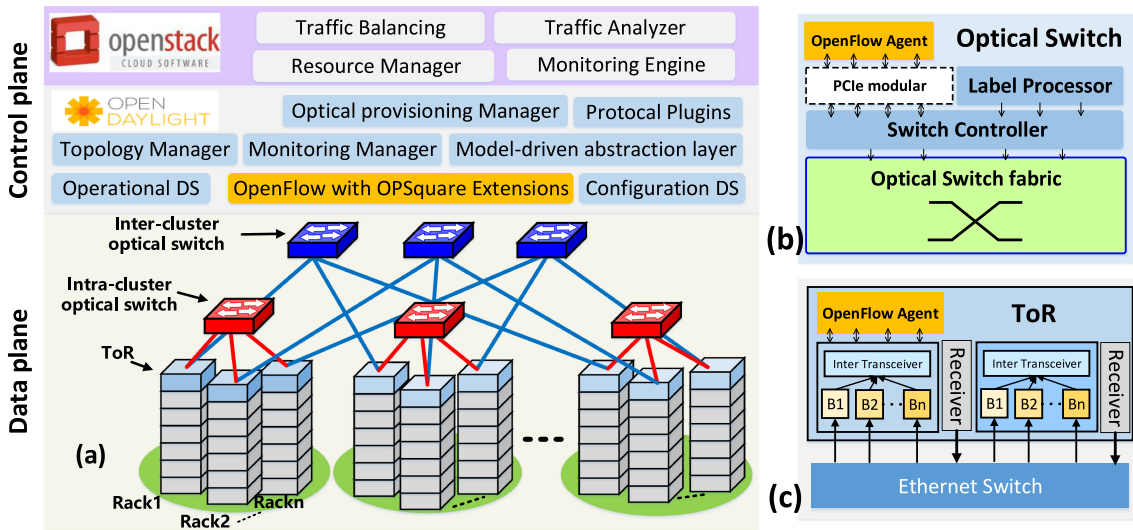 Control plane
openstack
CLOUD SOFTWARE
Traffic Balancing
Traffic Analyzer
Resource Manager
Monitoring Engine
OPEN
DAYLIGHT
Optical provisioning Manager
Protocal Plugins
Topology Manager
Monitoring Manager
Model-driven abstraction layer
Operational DS
OpenFlow with OPSquare Extensions
Configuration DS
Data plane
Inter-cluster
optical switch
Intra-cluster
optical switch
ToR
(a)
Rack1
Rack2
Rackn
OpenFlow Agent
Optical Switch
PCIe modular
Label Processor
Switch Controller
Optical Switch fabric
(b)
OpenFlow Agent
ToR
Inter Transceiver
B1
B2
Bn
Receiver
Inter Transceiver
B1
B2
Bn
Receiver
Ethernet Switch
(c)